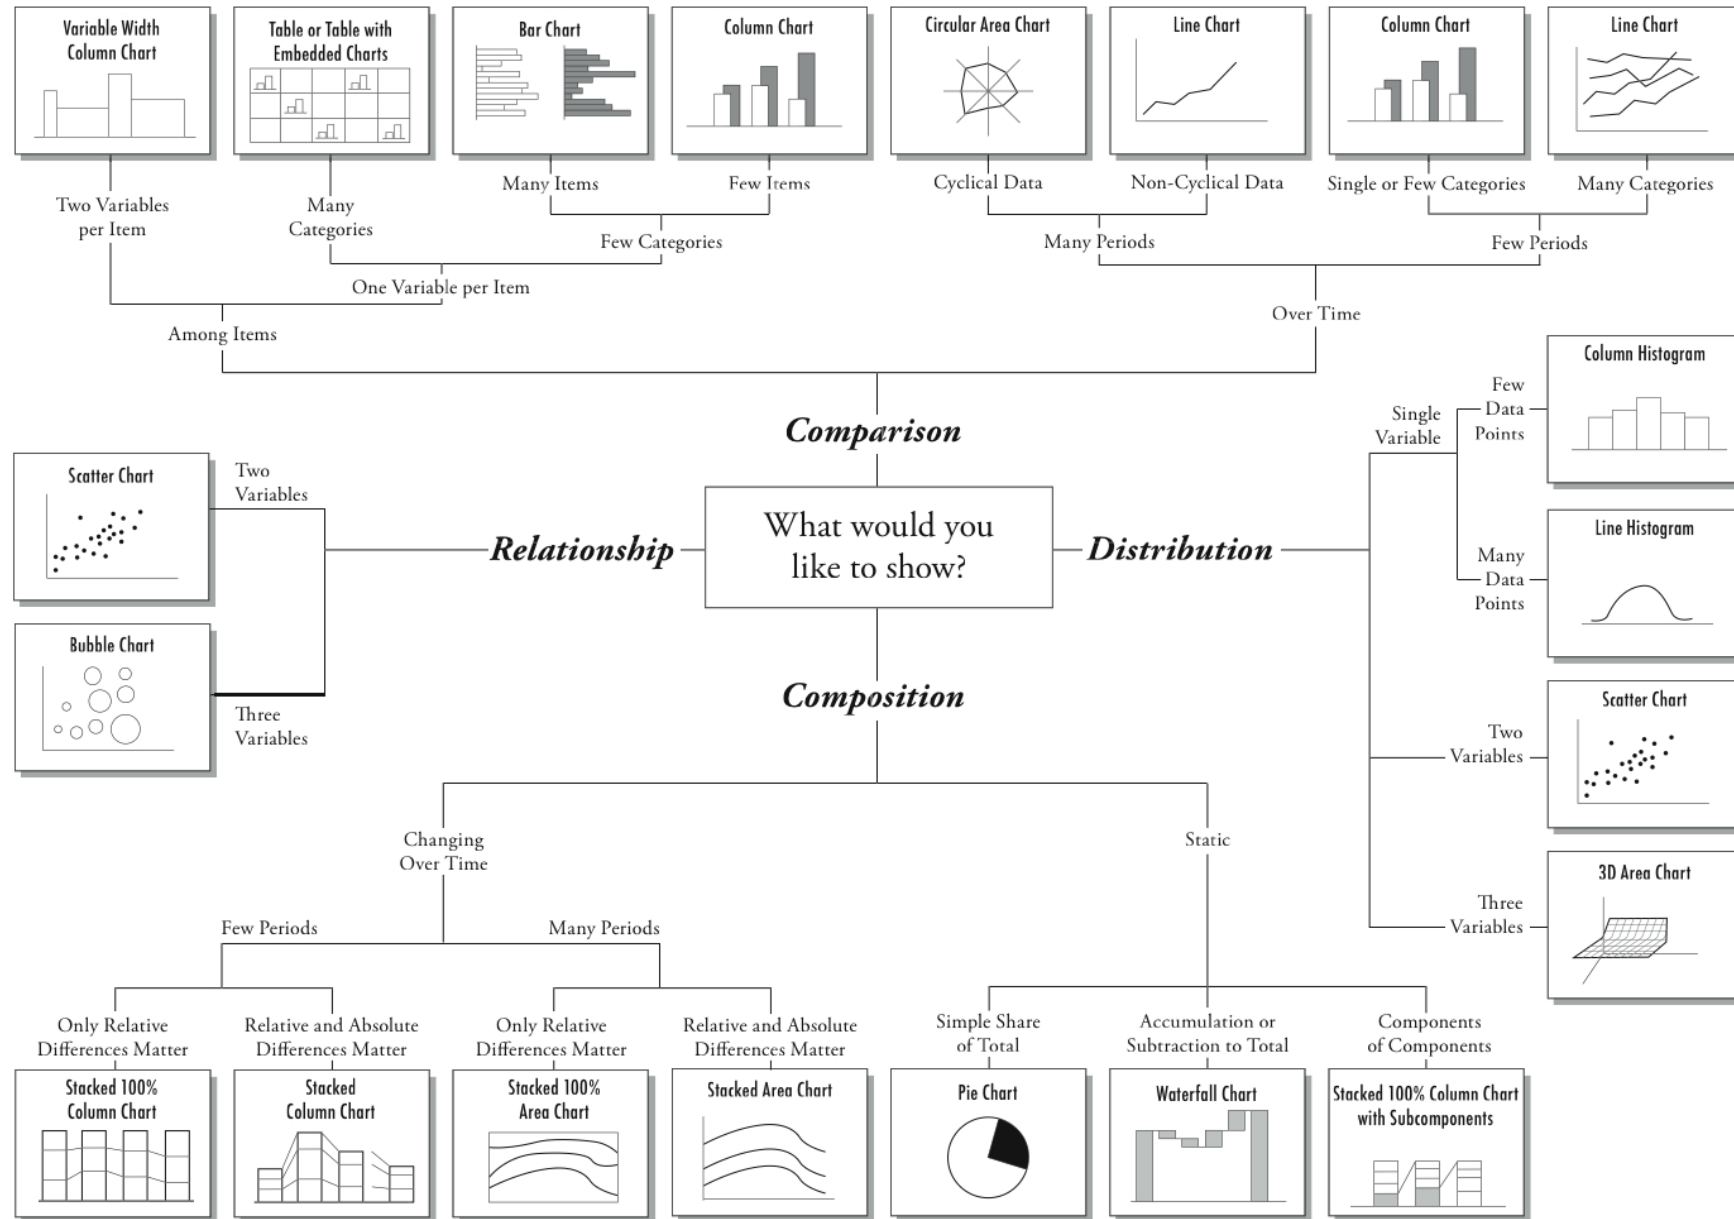 Variable Width
Column Chart
Table or Table with
Embedded Charts
Bar Chart
Column Chart
Circular Area Chart
Line Chart
Column Chart
Line Chart
Two Variables
per Item
Many
Categories
Many Items
Few Items
Cyclical Data
Non-Cyclical Data
Single or Few Categories
Many Categories
Few Categories
Many Periods
Few Periods
One Variable per Item
Among Items
Over Time
Comparison
What would you
like to show?
Relationship
Two
Variables
Scatter Chart
Three
Variables
Bubble Chart
Distribution
Single
Variable
Few
Data
Points
Column Histogram
Many
Data
Points
Line Histogram
Two
Variables
Scatter Chart
Three
Variables
3D Area Chart
Composition
Changing
Over Time
Static
Few Periods
Many Periods
Only Relative
Differences Matter
Relative and Absolute
Differences Matter
Only Relative
Differences Matter
Relative and Absolute
Differences Matter
Simple Share
of Total
Accumulation or
Subtraction to Total
Components
of Components
Stacked 100%
Column Chart
Stacked
Column Chart
Stacked 100%
Area Chart
Stacked Area Chart
Pie Chart
Waterfall Chart
Stacked 100% Column Chart
with Subcomponents